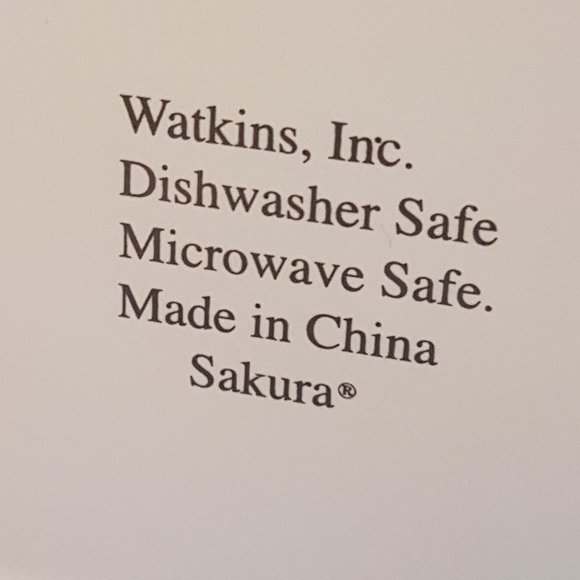 Watkins, Inc.
Dishwasher Safe
Microwave Safe.
Made in China
Sakura®